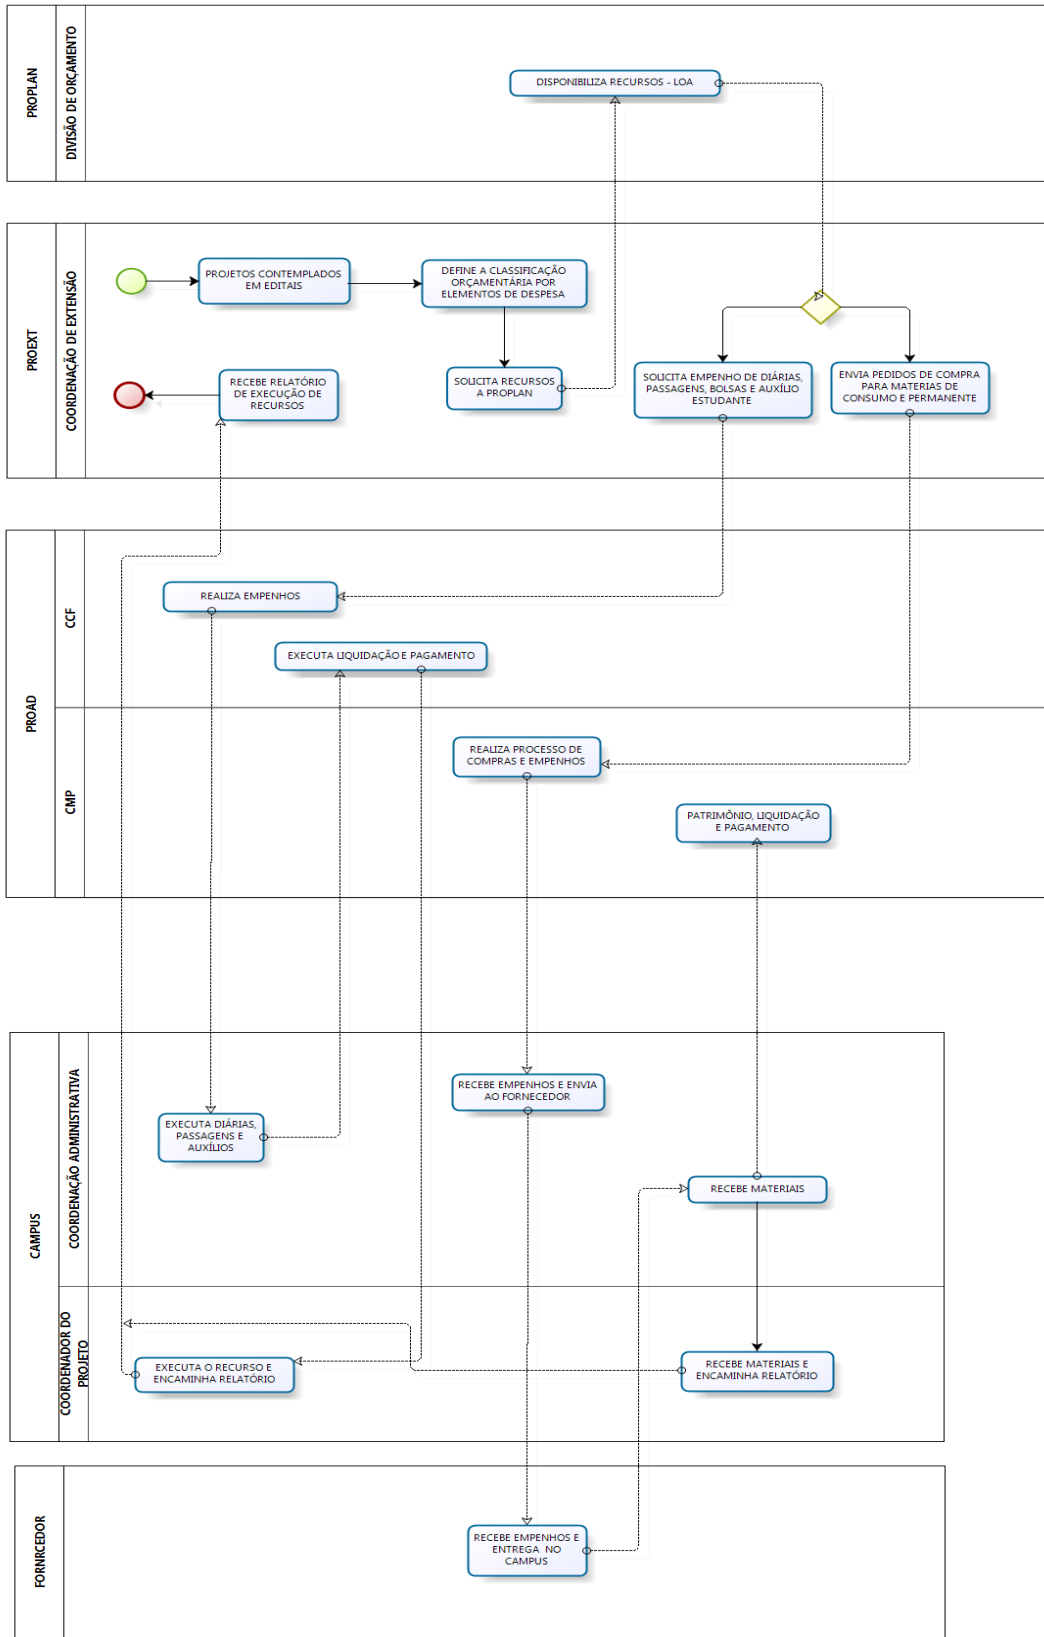 PROPLAN
DIVISÃO DE ORÇAMENTO
DISPONIBILIZA RECURSOS - LOA
PROEXT
COORDENAÇÃO DE EXTENSÃO
PROJETOS CONTEMPLADOS
EM EDITAIS
DEFINE A CLASSIFICAÇÃO
ORÇAMENTÁRIA POR
ELEMENTOS DE DESPESA
RECEBE RELATÓRIO
DE EXECUÇÃO DE
RECURSOS
SOLICITA RECURSOS
A PROPLAN
SOLICITA EMPENHO DE DIÁRIAS,
PASSAGENS, BOLSAS E AUXÍLIO
ESTUDANTE
ENVIA PEDIDOS DE COMPRA
PARA MATERIAS DE
CONSUMO E PERMANENTE
PROAD
CCF
REALIZA EMPENHOS
EXECUTA LIQUIDAÇÃO E PAGAMENTO
CMP
REALIZA PROCESSO DE
COMPRAS E EMPENHOS
PATRIMÔNIO, LIQUIDAÇÃO
E PAGAMENTO
CAMPUS
COORDENAÇÃO ADMINISTRATIVA
RECEBE EMPENHOS E ENVIA
AO FORNECEDOR
EXECUTA DIÁRIAS,
PASSAGENS E
AUXÍLIOS
RECEBE MATERIAIS
COORDENADOR DO
PROJETO
EXECUTA O RECURSO E
ENCAMINHA RELATÓRIO
RECEBE MATERIAIS E
ENCAMINHA RELATÓRIO
FORNRCEDOR
RECEBE EMPENHOS E
ENTREGA NO
CAMPUS